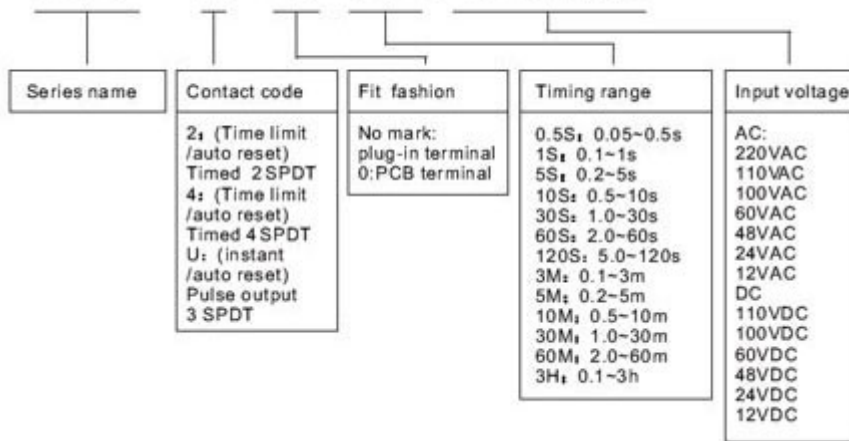 Series name
Contact code
2: (Time limit
/auto reset)
Timed 2 SPDT
4: (Time limit
/auto reset)
Timed 4 SPDT
U: (instant
/auto reset)
Pulse output
3 SPDT
Fit fashion
No mark:
plug-in terminal
0:PCB terminal
Timing range
0.5S: 0.05~0.5s
1S: 0.1~1s
5S: 0.2~5s
10S: 0.5~10s
30S: 1.0~30s
60S: 2.0~60s
120S: 5.0~120s
3M: 0.1~3m
5M: 0.2~5m
10M: 0.5~10m
30M: 1.0~30m
60M: 2.0~60m
3H: 0.1~3h
Input voltage
AC:
220VAC
110VAC
100VAC
60VAC
48VAC
24VAC
12VAC
DC
110VDC
100VDC
60VDC
48VDC
24VDC
12VDC